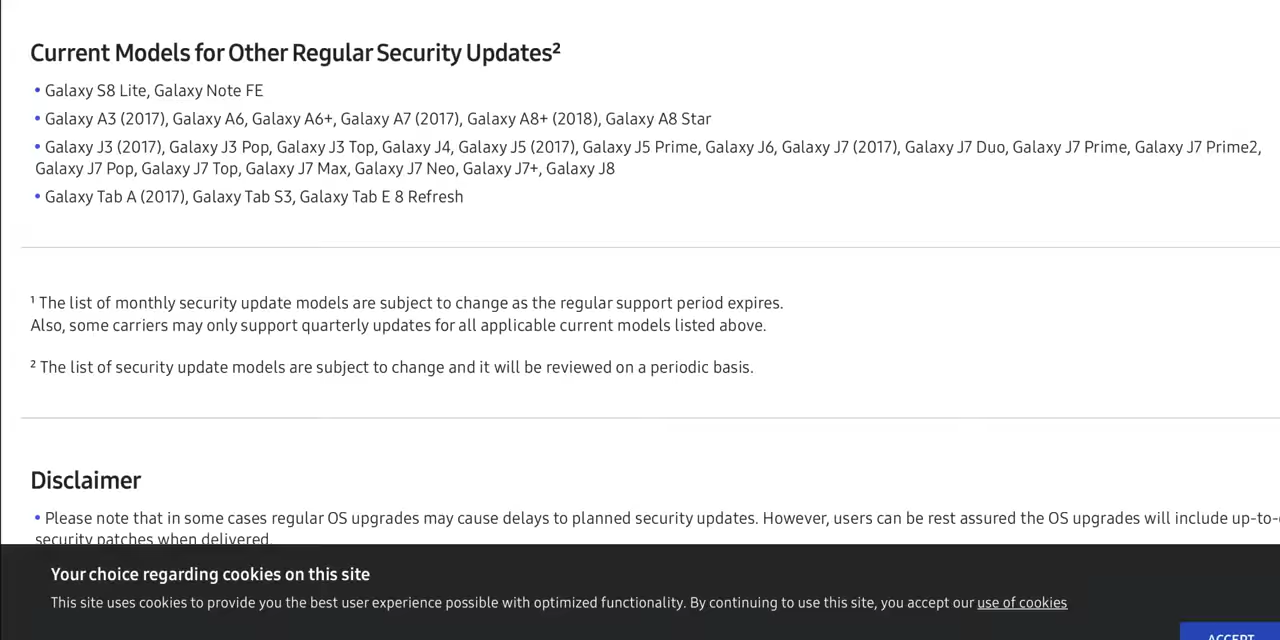 Current Models for Other Regular Security Updates²
• Galaxy S8 Lite, Galaxy Note FE
• Galaxy A3 (2017), Galaxy A6, Galaxy A6+, Galaxy A7 (2017), Galaxy A8+ (2018), Galaxy A8 Star
• Galaxy J3 (2017), Galaxy J3 Pop, Galaxy J3 Top, Galaxy J4, Galaxy J5 (2017), Galaxy J5 Prime, Galaxy J6, Galaxy J7 (2017), Galaxy J7 Duo, Galaxy J7 Prime, Galaxy J7 Prime2,
Galaxy J7 Pop, Galaxy J7 Top, Galaxy J7 Max, Galaxy J7 Neo, Galaxy J7+, Galaxy J8
• Galaxy Tab A (2017), Galaxy Tab S3, Galaxy Tab E 8 Refresh
¹ The list of monthly security update models are subject to change as the regular support period expires.
Also, some carriers may only support quarterly updates for all applicable current models listed above.
² The list of security update models are subject to change and it will be reviewed on a periodic basis.
Disclaimer
• Please note that in some cases regular OS upgrades may cause delays to planned security updates. However, users can be rest assured the OS upgrades will include up-to-
security patches when delivered.
Your choice regarding cookies on this site
This site uses cookies to provide you the best user experience possible with optimized functionality. By continuing to use this site, you accept our use of cookies
ACCEPT